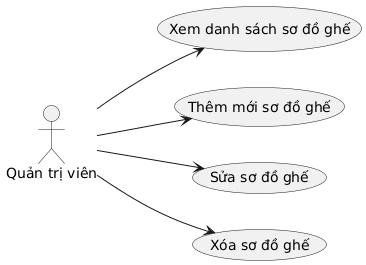 Xem danh sách sơ đồ ghế
Thêm mới sơ đồ ghế
Quản trị viên
Sửa sơ đồ ghế
Xóa sơ đồ ghế